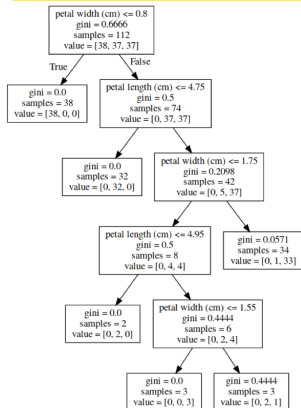 petal width (cm) <= 0.8
gini = 0.6666
samples = 112
value = [38, 37, 37]
True
False
gini = 0.0
samples = 38
value = [38, 0, 0]
petal length (cm) <= 4.75
gini = 0.5
samples = 74
value = [0, 37, 37]
gini = 0.0
samples = 32
value = [0, 32, 0]
petal width (cm) <= 1.75
gini = 0.2098
samples = 42
value = [0, 5, 37]
petal length (cm) <= 4.95
gini = 0.5
samples = 8
value = [0, 4, 4]
gini = 0.0571
samples = 34
value = [0, 1, 33]
gini = 0.0
samples = 2
value = [0, 2, 0]
petal width (cm) <= 1.55
gini = 0.4444
samples = 6
value = [0, 2, 4]
gini = 0.0
samples = 3
value = [0, 0, 3]
gini = 0.4444
samples = 3
value = [0, 2, 1]